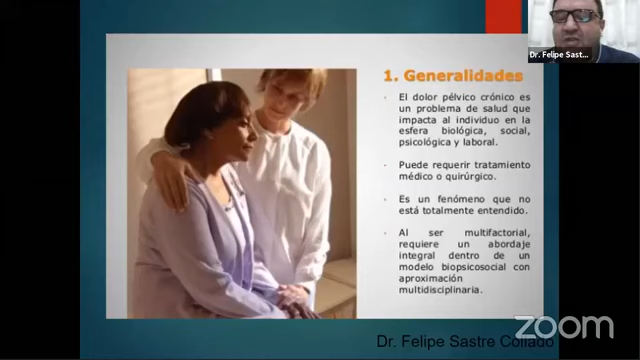 Dr. Felipe Sast...
1. Generalidades
• El dolor pélvico crónico es
un problema de salud que
impacta al individuo en la
esfera biológica, social,
psicológica y laboral.
• Puede requerir tratamiento
médico o quirúrgico.
• Es un fenómeno que no
está totalmente entendido.
• Al ser multifactorial,
requiere un abordaje
integral dentro de un
modelo biopsicosocial con
aproximación
multidisciplinaria.
zoom
Dr. Felipe Sastre Collado